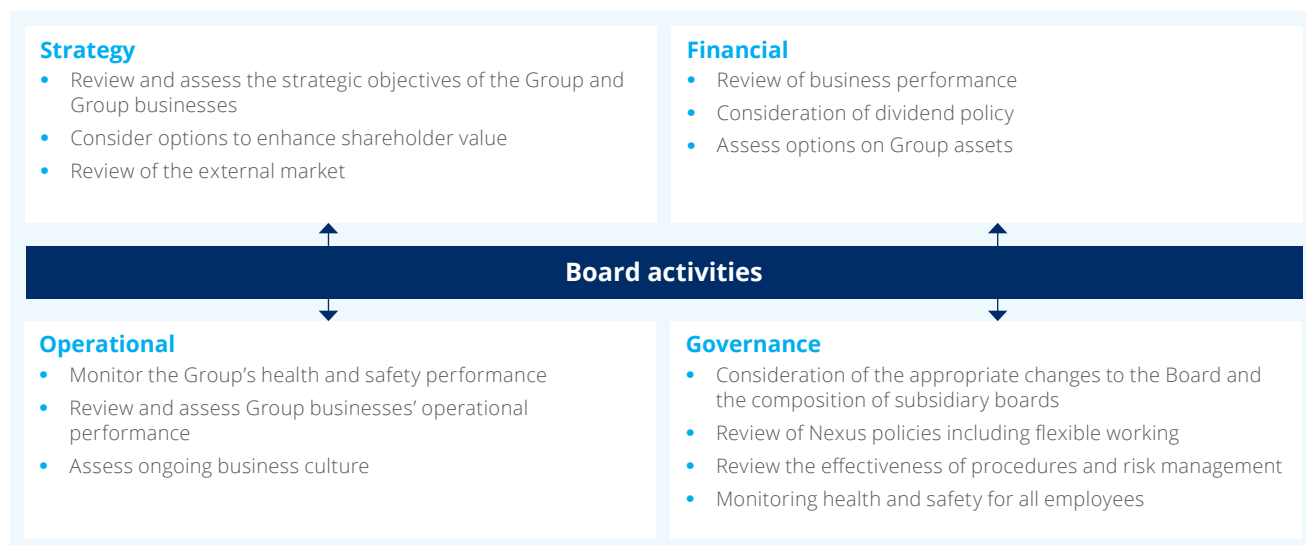 Strategy
• Review and assess the strategic objectives of the Group and
Group businesses
• Consider options to enhance shareholder value
• Review of the external market
Financial
• Review of business performance
• Consideration of dividend policy
• Assess options on Group assets
Board activities
Operational
• Monitor the Group’s health and safety performance
• Review and assess Group businesses’ operational
performance
• Assess ongoing business culture
Governance
• Consideration of the appropriate changes to the Board and
the composition of subsidiary boards
• Review of Nexus policies including flexible working
• Review the effectiveness of procedures and risk management
• Monitoring health and safety for all employees